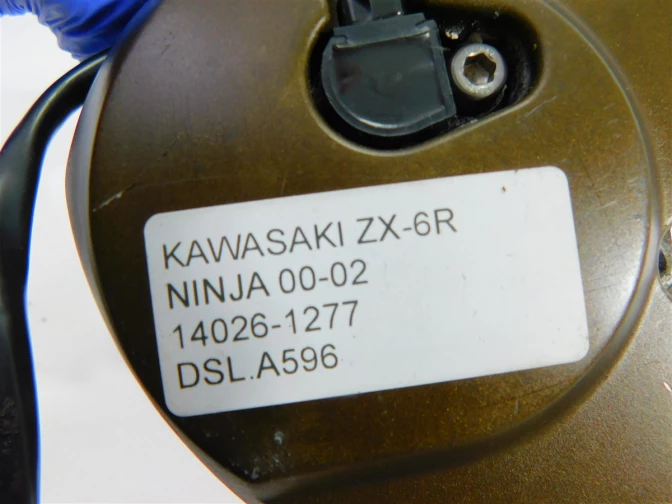 KAWASAKI ZX-6R
NINJA 00-02
14026-1277
DSL.A596